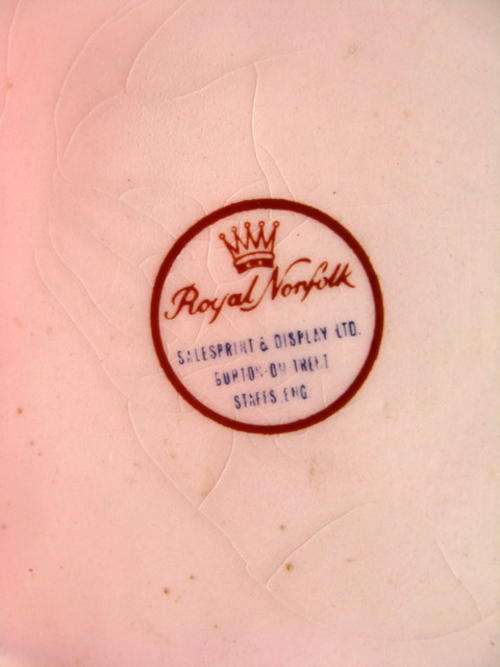 Royal Norfolk
SALESPRINT & DISPLAY LTD.
BURTON-ON TRENT
STAFFS. ENG